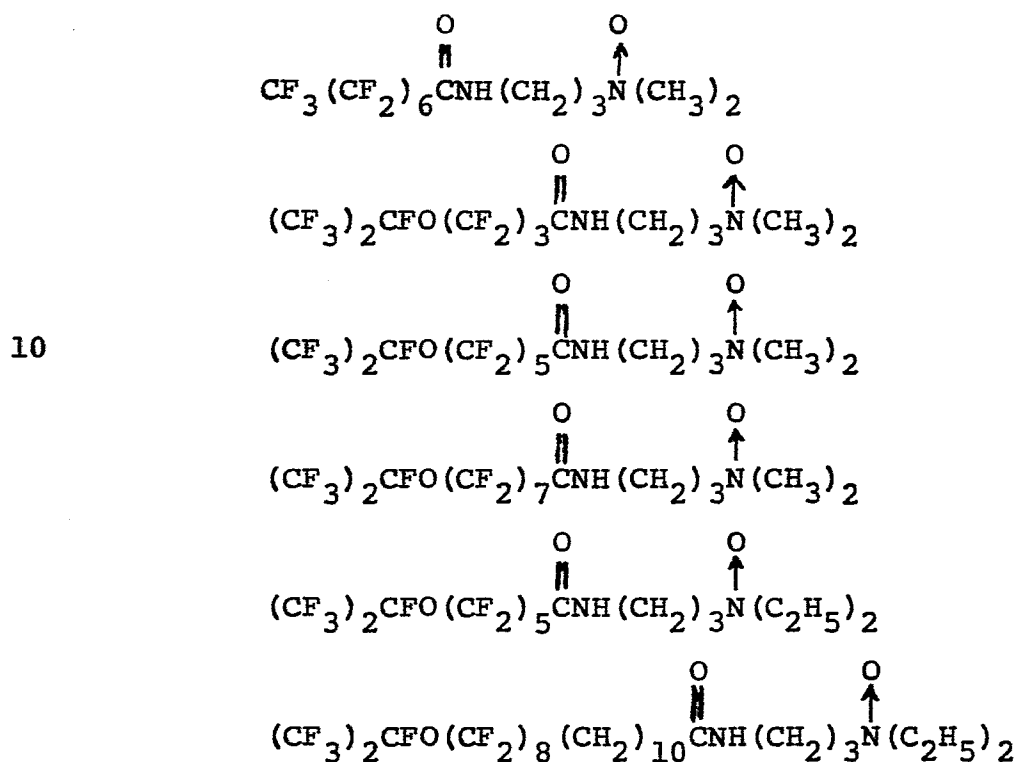 O O
‖ ↑
CF₃(CF₂)₆CNH(CH₂)₃N(CH₃)₂
O O
‖ ↑
(CF₃)₂CFO(CF₂)₃CNH(CH₂)₃N(CH₃)₂
O O
‖ ↑
10 (CF₃)₂CFO(CF₂)₅CNH(CH₂)₃N(CH₃)₂
O O
‖ ↑
(CF₃)₂CFO(CF₂)₇CNH(CH₂)₃N(CH₃)₂
O O
‖ ↑
(CF₃)₂CFO(CF₂)₅CNH(CH₂)₃N(C₂H₅)₂
O O
‖ ↑
(CF₃)₂CFO(CF₂)₈(CH₂)₁₀CNH(CH₂)₃N(C₂H₅)₂